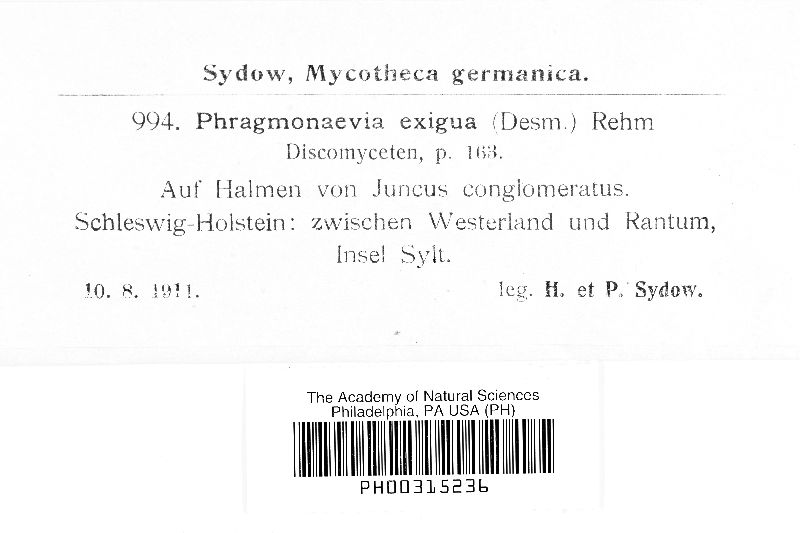 Sydow, Mycotheca germanica.
994. Phragmonaevia exigua (Desm.) Rehm
Discomyceten, p. 163.
Auf Halmen von Juncus conglomeratus.
Schleswig-Holstein: zwischen Westerland und Rantum,
Insel Sylt.
10. 8. 1911. leg. H. et P. Sydow.
The Academy of Natural Sciences
Philadelphia, PA USA (PH)
PH00315236